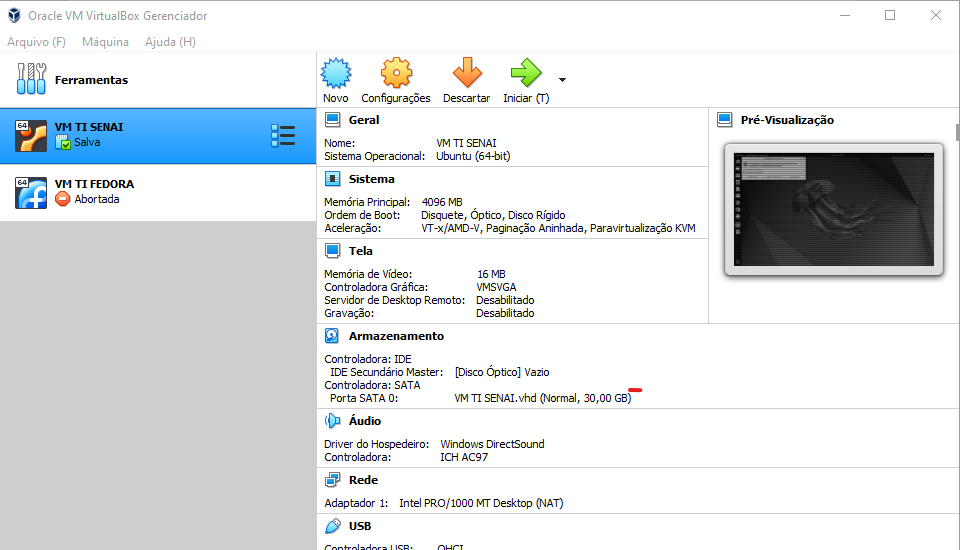 Oracle VM VirtualBox Gerenciador
Arquivo (F) Máquina Ajuda (H)
Ferramentas
64
VM TI SENAI
Salva
64
VM TI FEDORA
Abortada
Novo Configurações Descartar Iniciar (T)
Geral
Nome: VM TI SENAI
Sistema Operacional: Ubuntu (64-bit)
Sistema
Memória Principal: 4096 MB
Ordem de Boot: Disquete, Óptico, Disco Rígido
Aceleração: VT-x/AMD-V, Paginação Aninhada, Paravirtualização KVM
Tela
Memória de Vídeo: 16 MB
Controladora Gráfica: VMSVGA
Servidor de Desktop Remoto: Desabilitado
Gravação: Desabilitado
Pré-Visualização
Armazenamento
Controladora: IDE
IDE Secundário Master: [Disco Óptico] Vazio
Controladora: SATA
Porta SATA 0: VM TI SENAI.vhd (Normal, 30,00 GB)
Áudio
Driver do Hospedeiro: Windows DirectSound
Controladora: ICH AC97
Rede
Adaptador 1: Intel PRO/1000 MT Desktop (NAT)
USB
Controladora USB: OHCI